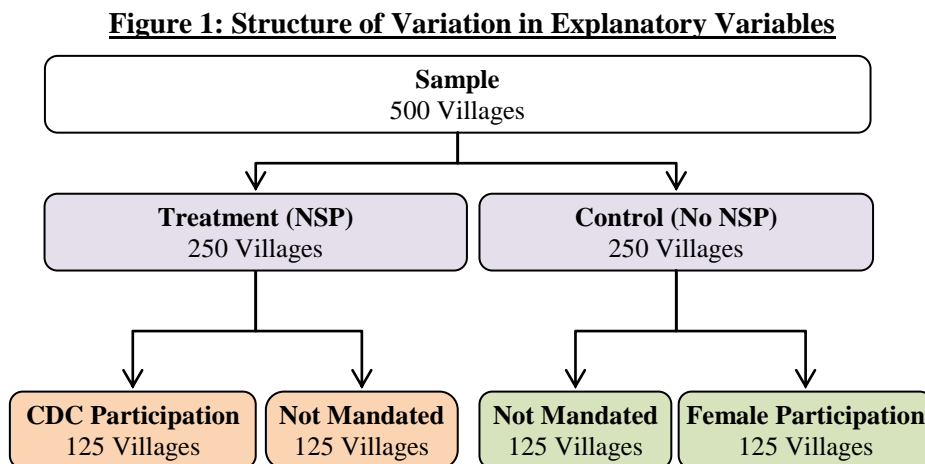 Figure 1: Structure of Variation in Explanatory Variables
Sample
500 Villages
Treatment (NSP)
250 Villages
Control (No NSP)
250 Villages
CDC Participation
125 Villages
Not Mandated
125 Villages
Not Mandated
125 Villages
Female Participation
125 Villages